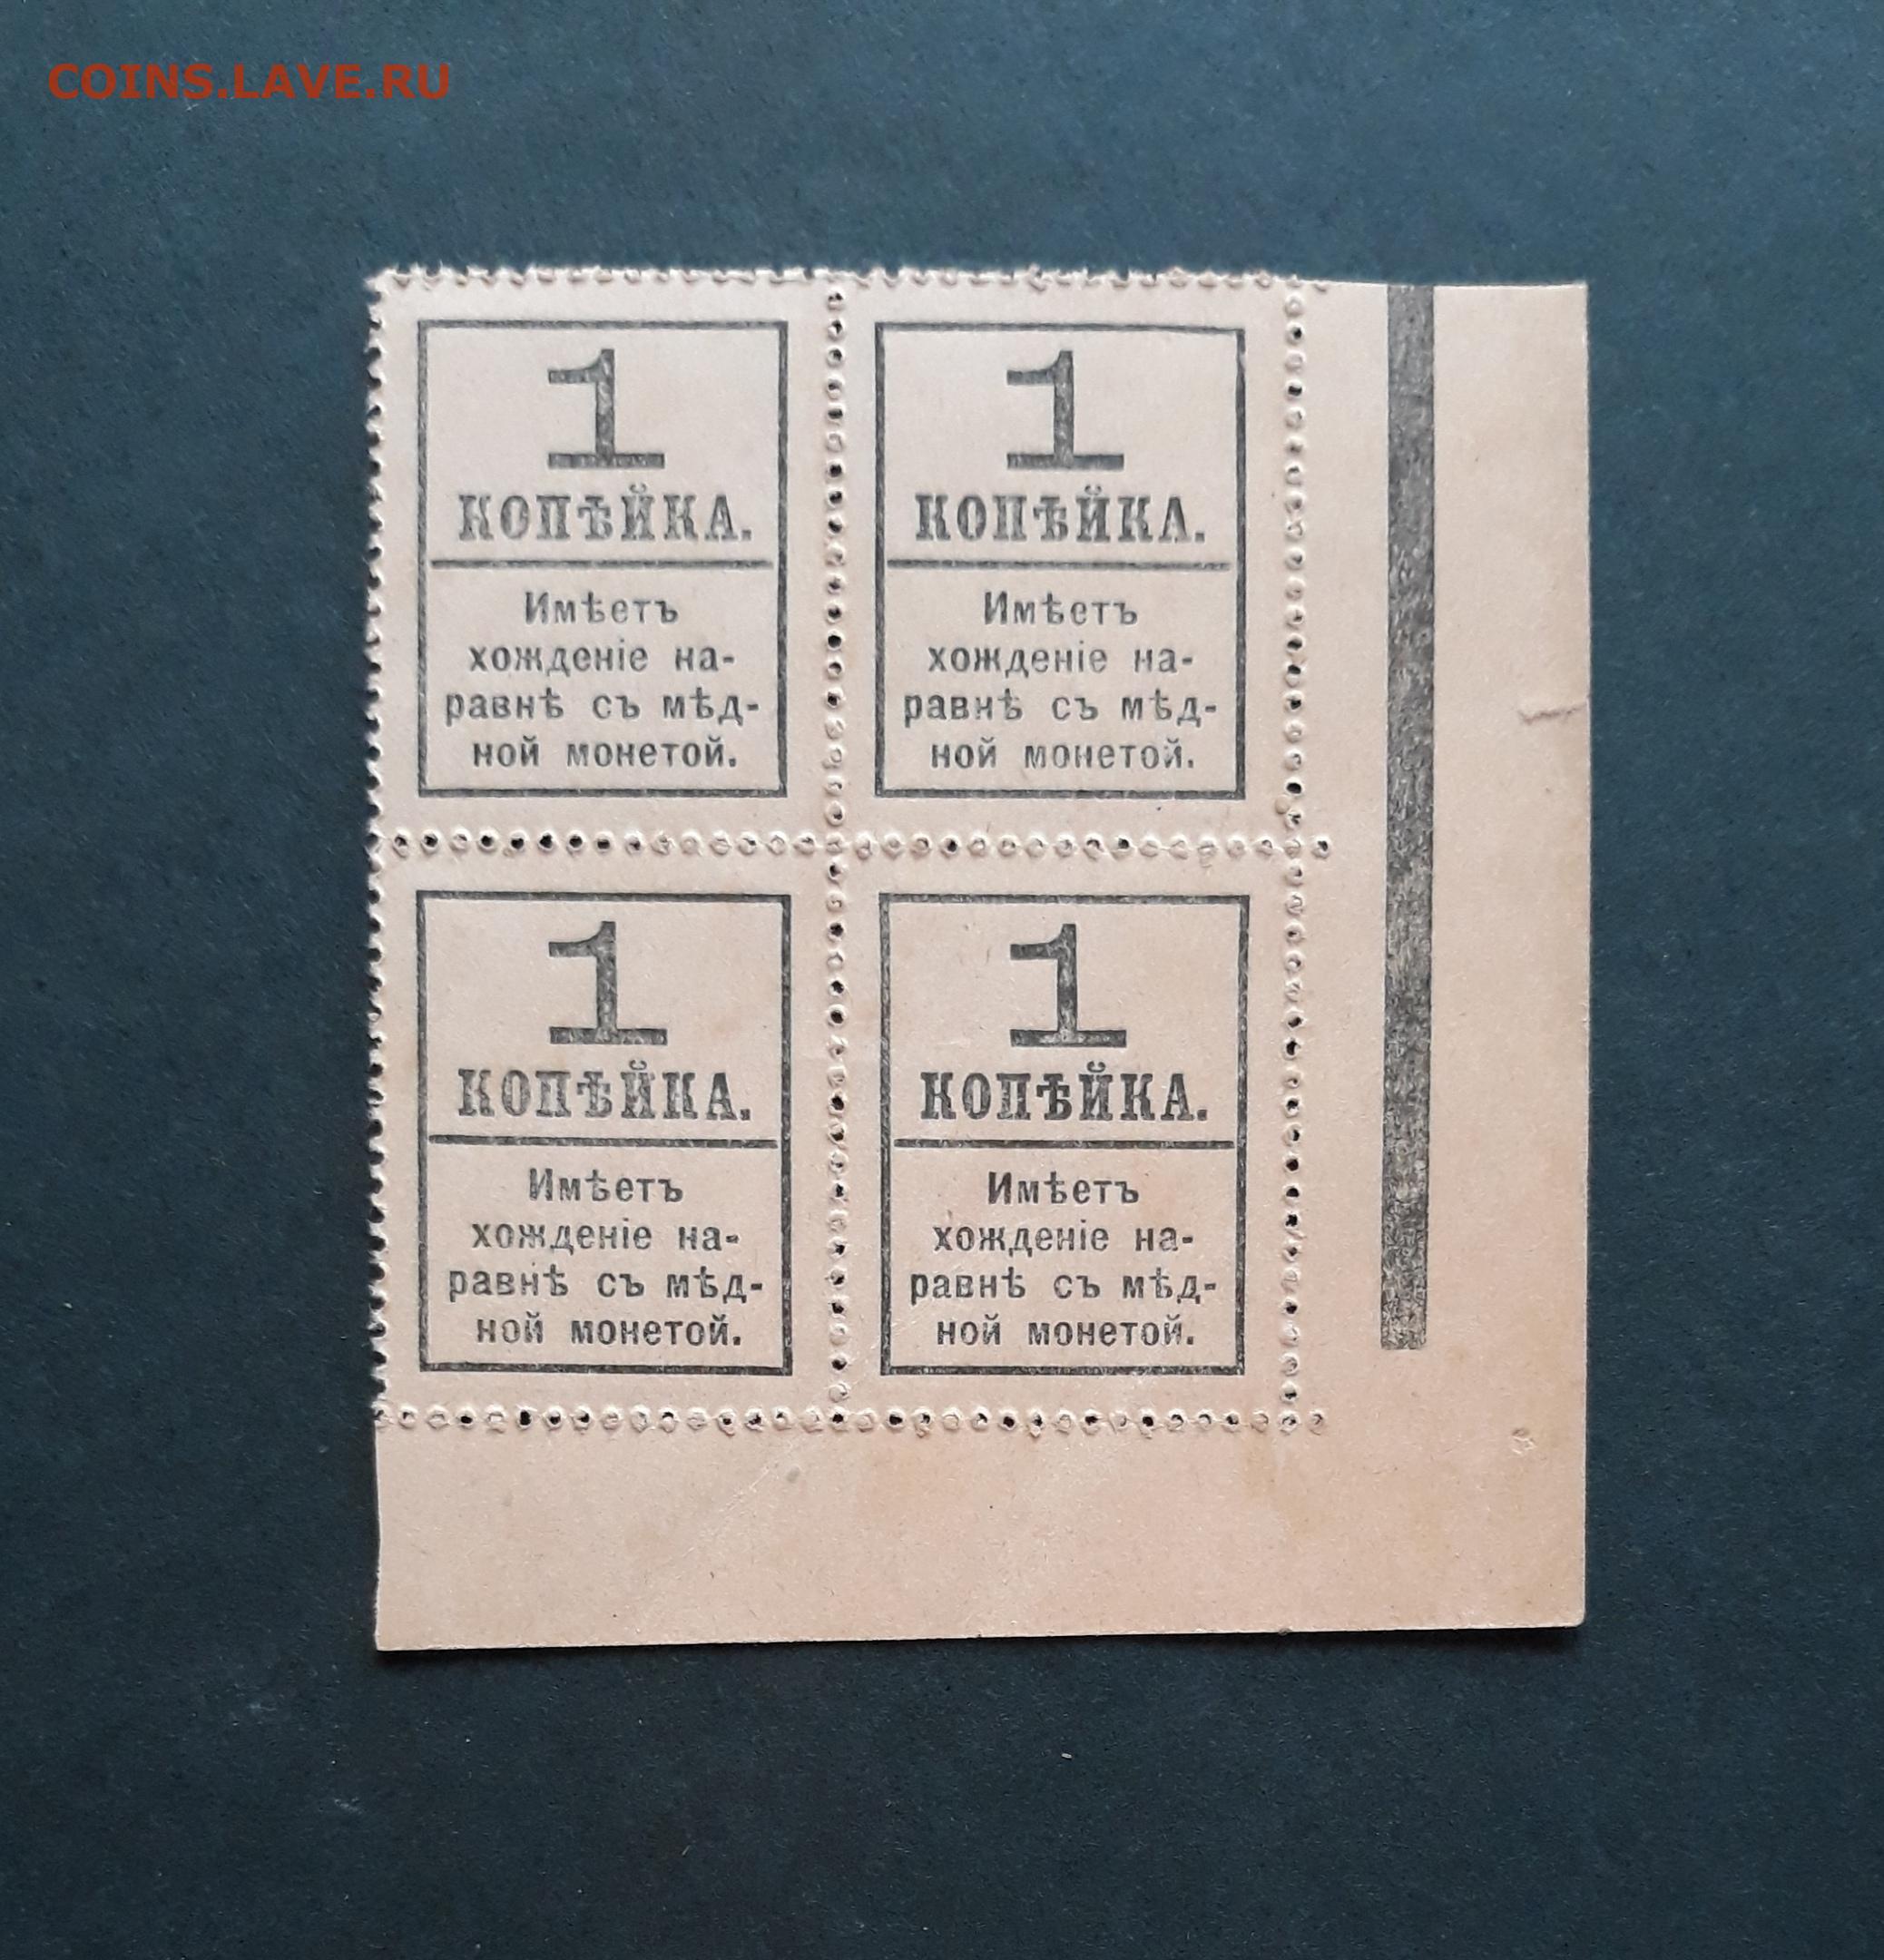 COINS.LAVE.RU
1
КОПѢЙКА.
Имѣетъ
хожденіе на-
равнѣ съ мѣд-
ной монетой.
1
КОПѢЙКА.
Имѣетъ
хожденіе на-
равнѣ съ мѣд-
ной монетой.
1
КОПѢЙКА.
Имѣетъ
хожденіе на-
равнѣ съ мѣд-
ной монетой.
1
КОПѢЙКА.
Имѣетъ
хожденіе на-
равнѣ съ мѣд-
ной монетой.